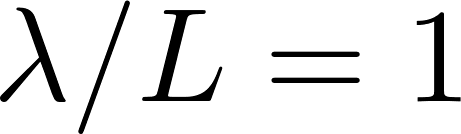 λ/L = 1